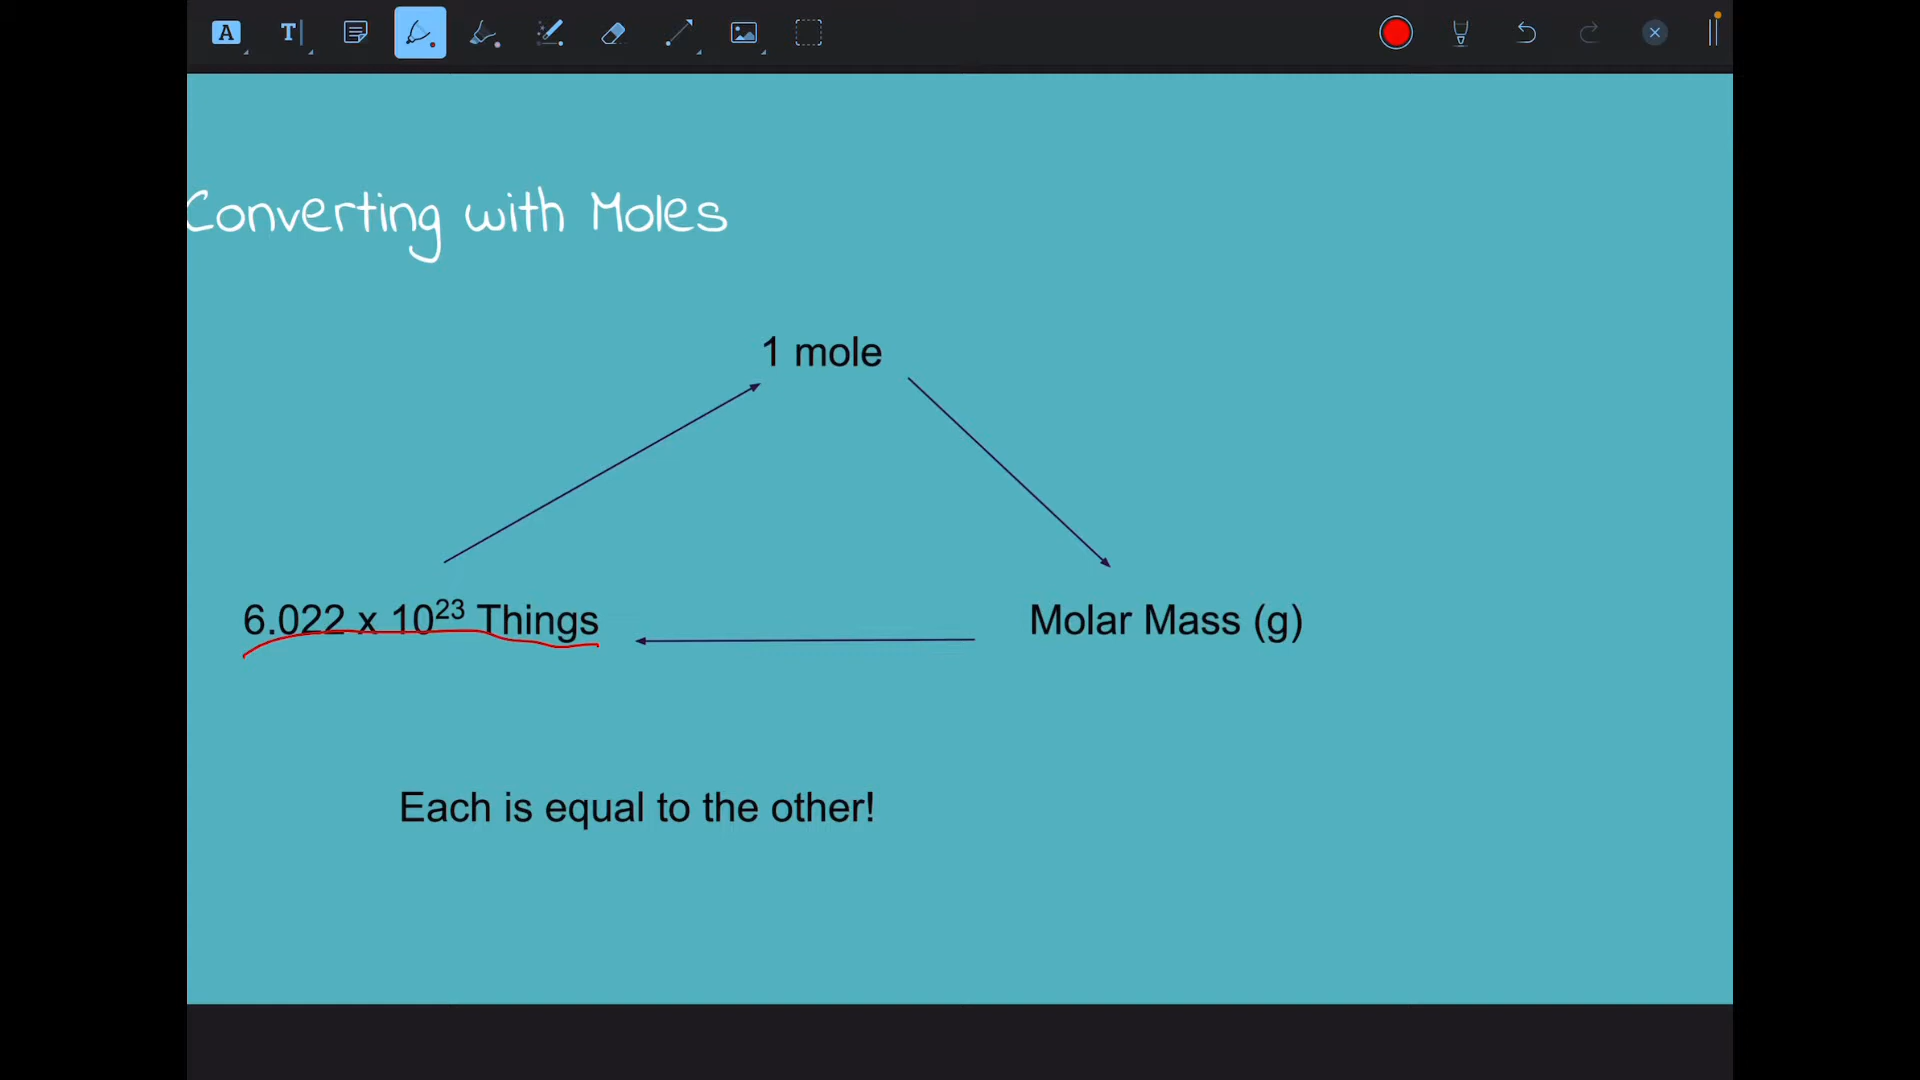 A T
Converting with Moles
1 mole
6.022 x 10²³ Things
Molar Mass (g)
Each is equal to the other!